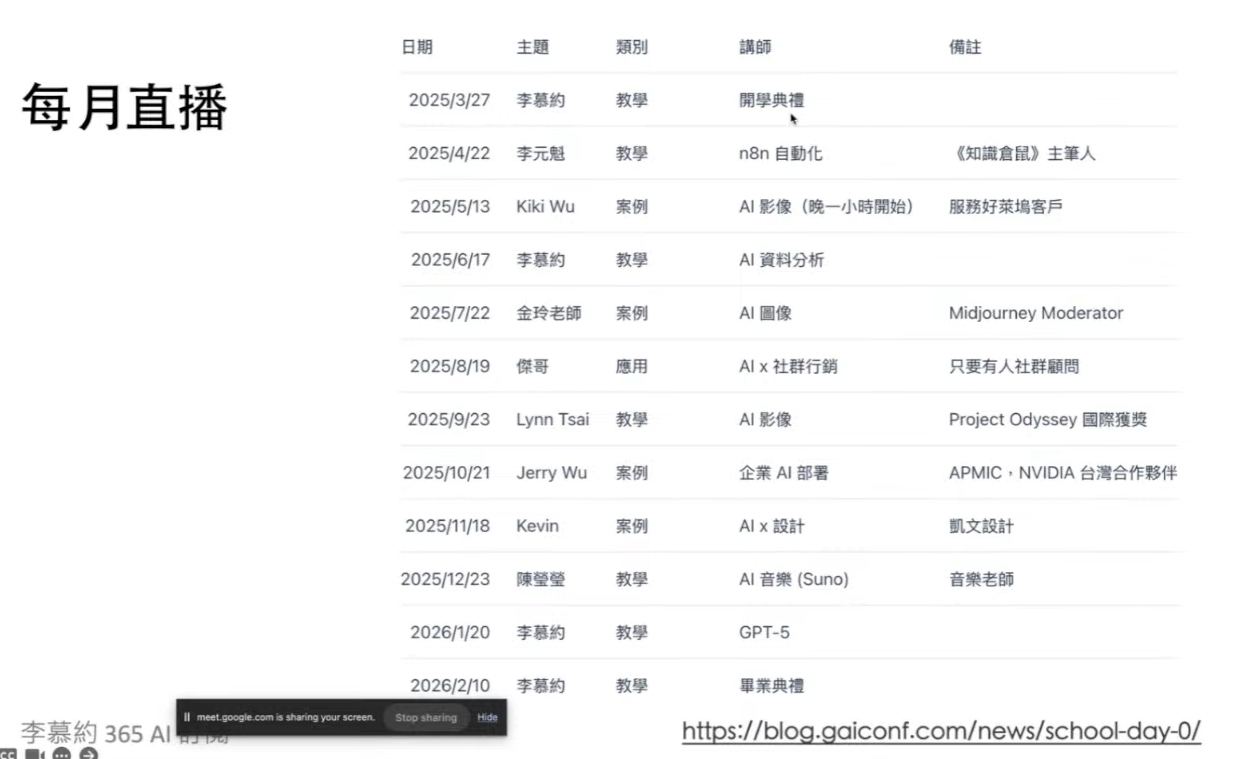 每月直播
日期 主題 類別 講師 備註
2025/3/27 李慕約 教學 開學典禮
2025/4/22 李元魁 教學 n8n 自動化 《知識倉鼠》主筆人
2025/5/13 Kiki Wu 案例 AI 影像（晚一小時開始） 服務好萊塢客戶
2025/6/17 李慕約 教學 AI 資料分析
2025/7/22 金玲老師 案例 AI 圖像 Midjourney Moderator
2025/8/19 傑哥 應用 AI x 社群行銷 只要有人社群顧問
2025/9/23 Lynn Tsai 教學 AI 影像 Project Odyssey 國際獲獎
2025/10/21 Jerry Wu 案例 企業 AI 部署 APMIC，NVIDIA 台灣合作夥伴
2025/11/18 Kevin 案例 AI x 設計 凱文設計
2025/12/23 陳瑩瑩 教學 AI 音樂 (Suno) 音樂老師
2026/1/20 李慕約 教學 GPT-5
2026/2/10 李慕約 教學 畢業典禮
meet.google.com is sharing your screen. Stop sharing Hide
李慕約 365 AI
https://blog.gaiconf.com/news/school-day-0/
CC